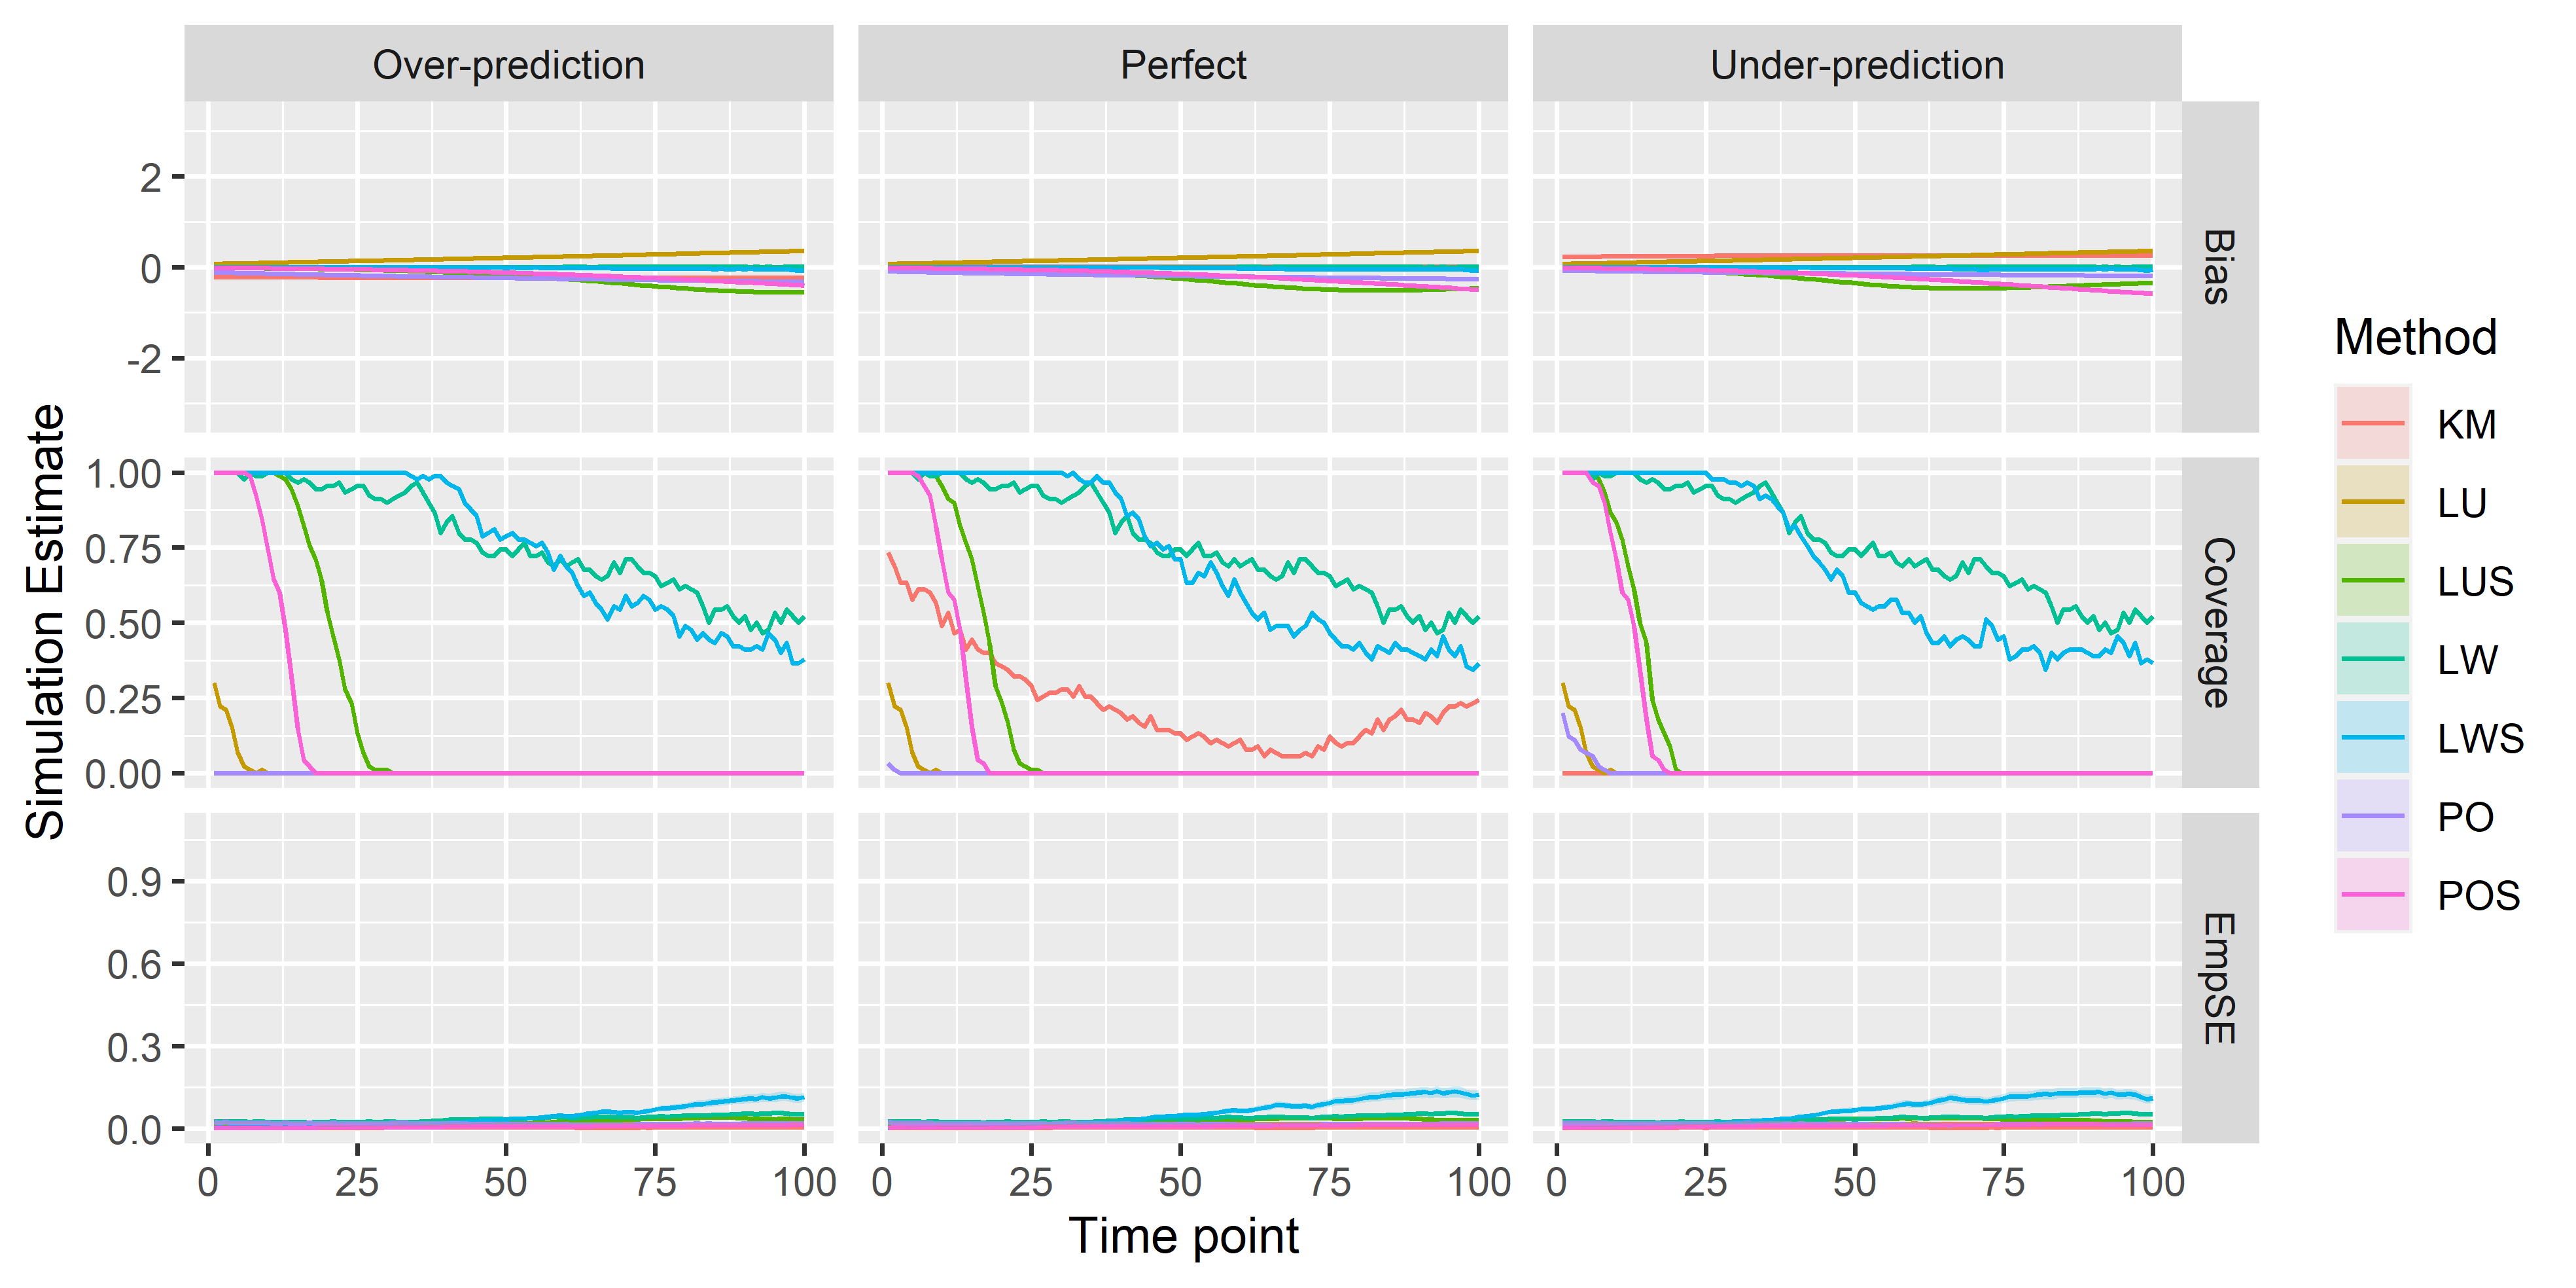 Over-prediction
Perfect
Under-prediction
Simulation Estimate
2
0
-2
Bias
1.00
0.75
0.50
0.25
0.00
Coverage
0.9
0.6
0.3
0.0
EmpSE
0 25 50 75 100
0 25 50 75 100
0 25 50 75 100
Time point
Method
KM
LU
LUS
LW
LWS
PO
POS